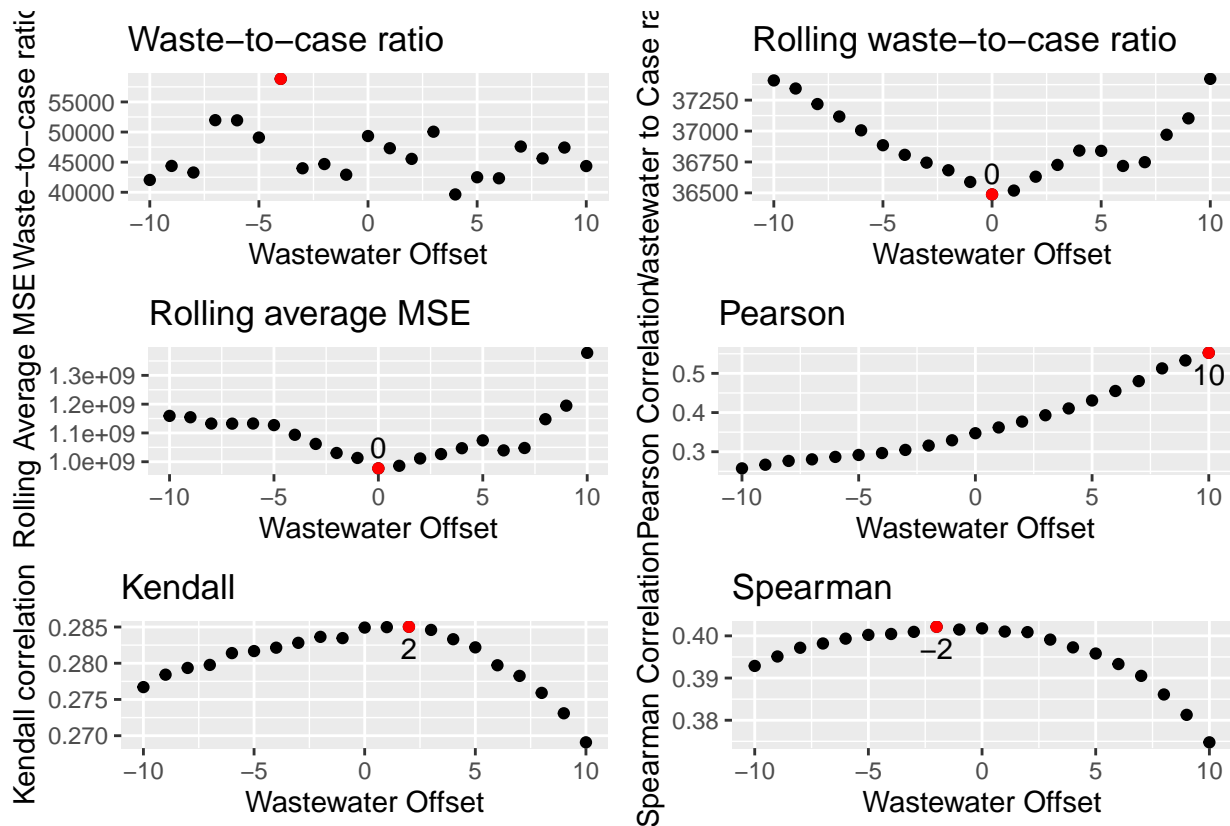 Waste−to−case ratio
Waste−to−case ratio
55000
50000
45000
40000
−10 −5 0 5 10
Wastewater Offset
Rolling waste−to−case ratio
Wastewater to Case ra
37250
37000
36750
36500
0
−10 −5 0 5 10
Wastewater Offset
Rolling average MSE
Rolling Average MSE
1.3e+09
1.2e+09
1.1e+09
1.0e+09
0
−10 −5 0 5 10
Wastewater Offset
Pearson
Pearson Correlation
0.5
0.4
0.3
10
−10 −5 0 5 10
Wastewater Offset
Kendall
Kendall correlation
0.285
0.280
0.275
0.270
2
−10 −5 0 5 10
Wastewater Offset
Spearman
Spearman Correlation
0.40
0.39
0.38
−2
−10 −5 0 5 10
Wastewater Offset